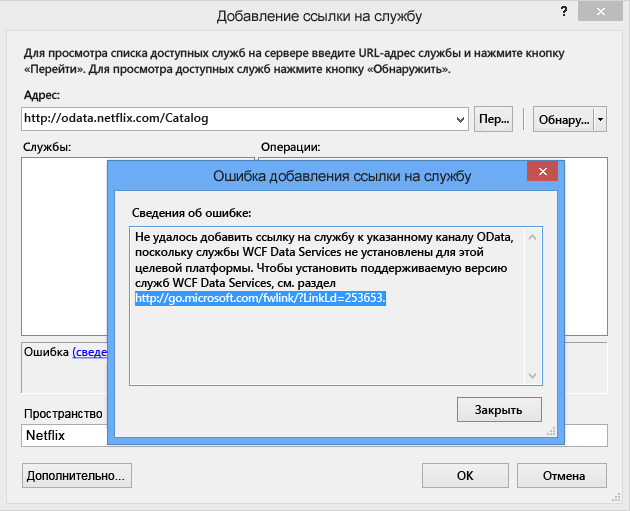 Добавление ссылки на службу
?
Для просмотра списка доступных служб на сервере введите URL-адрес службы и нажмите кнопку
«Перейти». Для просмотра доступных служб нажмите кнопку «Обнаружить».
Адрес:
http://odata.netflix.com/Catalog
Пер...
Обнару...
Службы:
Операции:
Ошибка добавления ссылки на службу
Сведения об ошибке:
Не удалось добавить ссылку на службу к указанному каналу OData,
поскольку службы WCF Data Services не установлены для этой
целевой платформы. Чтобы установить поддерживаемую версию
служб WCF Data Services, см. раздел
http://go.microsoft.com/fwlink/?LinkLd=253653.
Закрыть
Ошибка (сведе
Пространство
Netflix
Дополнительно...
OK
Отмена